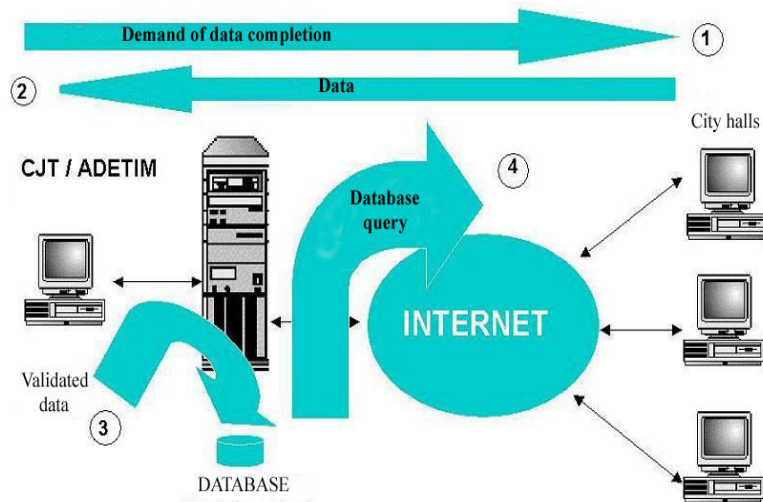 Demand of data completion
1
2
Data
City halls
CJT / ADETIM
4
Database
query
INTERNET
Validated
data
3
DATABASE